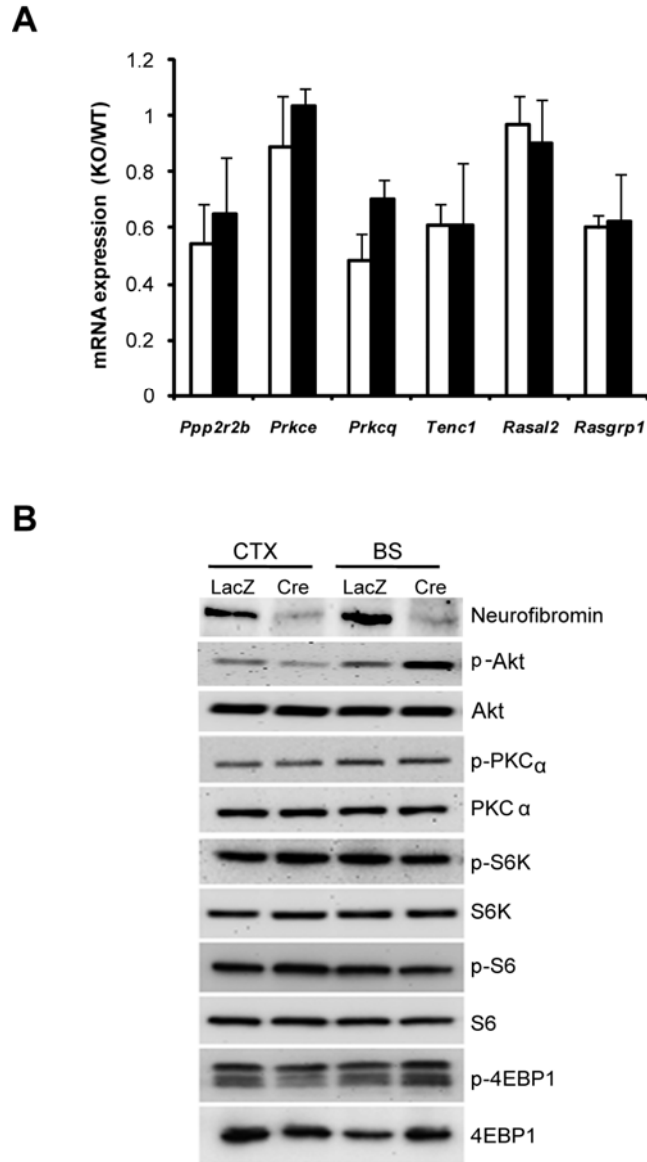 A
mRNA expression (KO/WT)
1.2
1
0.8
0.6
0.4
0.2
0
Ppp2r2b Prkce Prkcq Tenc1 Rasal2 Rasgrp1
B
CTX BS
LacZ Cre LacZ Cre
Neurofibromin
p-Akt
Akt
p-PKCα
PKC α
p-S6K
S6K
p-S6
S6
p-4EBP1
4EBP1